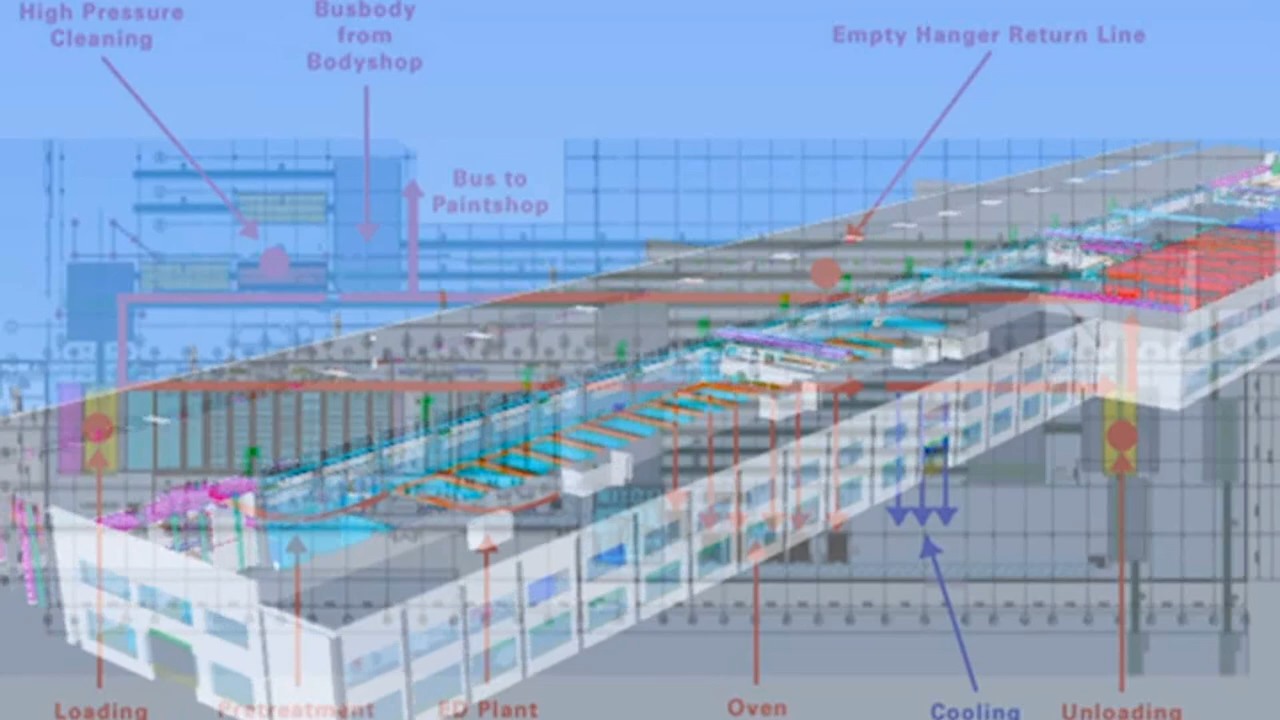 High Pressure
Cleaning
Busbody
from
Bodyshop
Empty Hanger Return Line
Bus to
Paintshop
Loading
Pretreatment
ED Plant
Oven
Cooling
Unloading